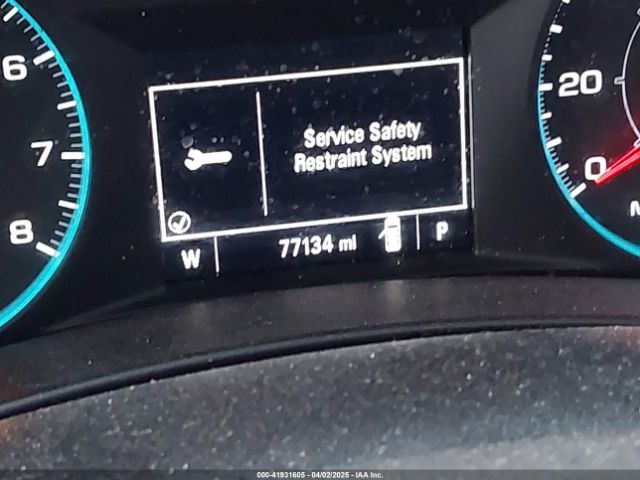 6
7
8
Service Safety
Restraint System
W
77134 mi
P
20
0
M
000-41931605 - 04/02/2025 - IAA Inc.